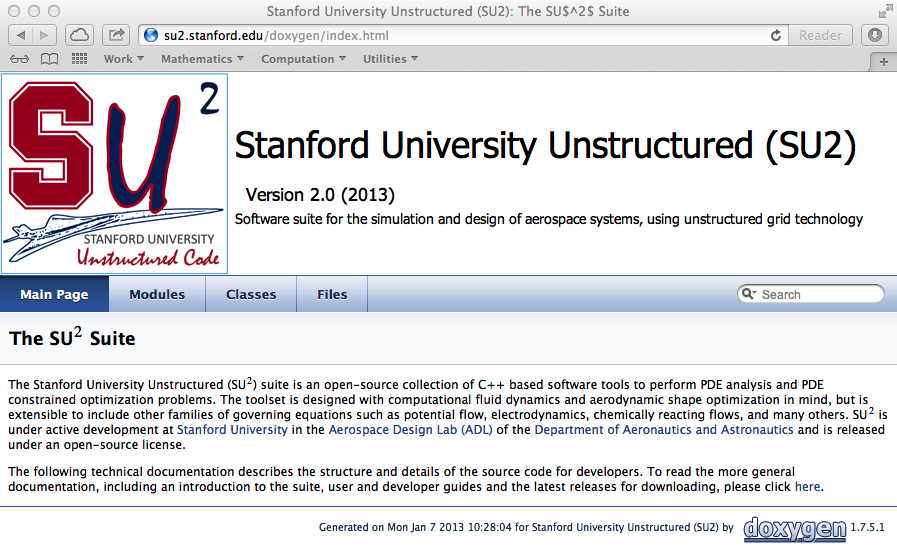 Stanford University Unstructured (SU2): The SU$^2$ Suite
su2.stanford.edu/doxygen/index.html
Reader
Work Mathematics Computation Utilities
SU2
STANFORD UNIVERSITY
Unstructured Code
Stanford University Unstructured (SU2)
Version 2.0 (2013)
Software suite for the simulation and design of aerospace systems, using unstructured grid technology
Main Page Modules Classes Files Search
The SU² Suite
The Stanford University Unstructured (SU²) suite is an open-source collection of C++ based software tools to perform PDE analysis and PDE
constrained optimization problems. The toolset is designed with computational fluid dynamics and aerodynamic shape optimization in mind, but is
extensible to include other families of governing equations such as potential flow, electrodynamics, chemically reacting flows, and many others. SU² is
under active development at Stanford University in the Aerospace Design Lab (ADL) of the Department of Aeronautics and Astronautics and is released
under an open-source license.
The following technical documentation describes the structure and details of the source code for developers. To read the more general
documentation, including an introduction to the suite, user and developer guides and the latest releases for downloading, please click here.
Generated on Mon Jan 7 2013 10:28:04 for Stanford University Unstructured (SU2) by doxygen 1.7.5.1